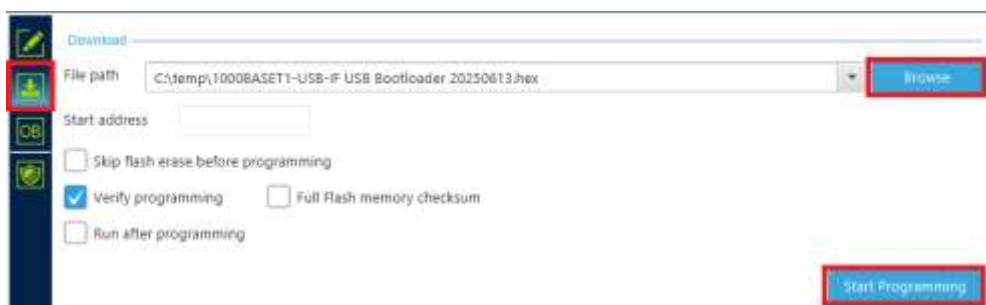 Download
File path C:\temp\1000BASET1-USB-IF USB Bootloader 20250613.hex Browse
Start address
OB
Skip flash erase before programming
Verify programming Full Flash memory checksum
Run after programming
Start Programming